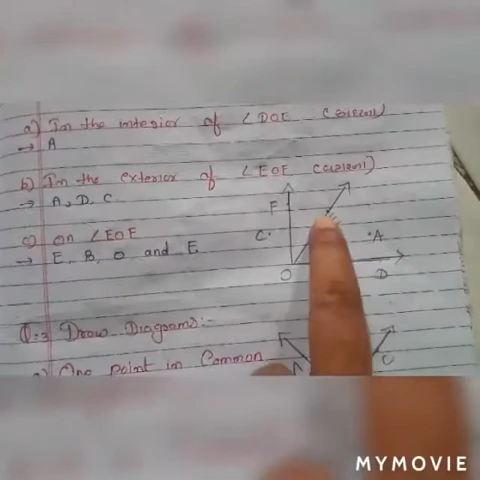 a) In the interior of ∠DOE
→ A
b) In the exterior of ∠EOF
→ A, D, C.
c) on ∠EOF
→ E, B, O and F.
F
C.
.A
O
D
Q:3 Draw Diagrams:-
a) One point in Common
MYMOVIE